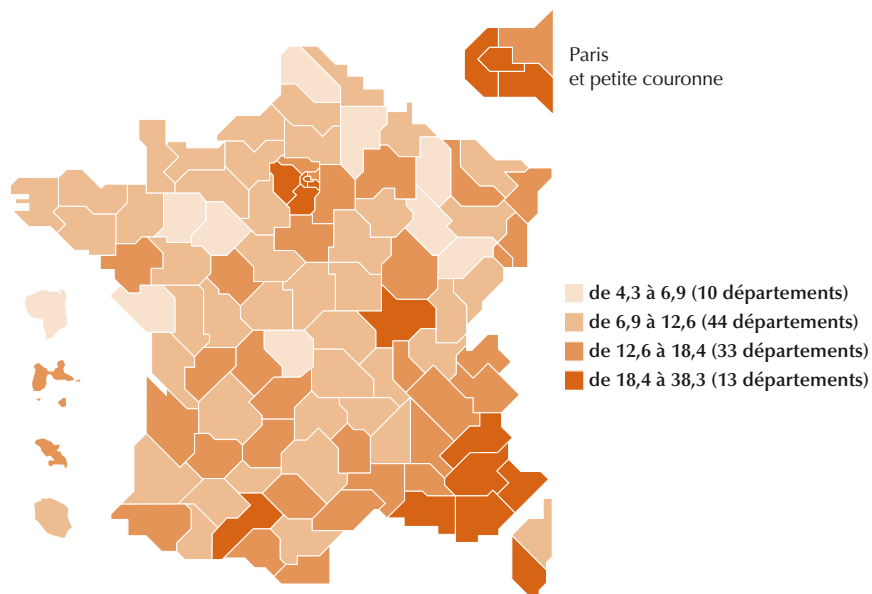 Paris
et petite couronne
de 4,3 à 6,9 (10 départements)
de 6,9 à 12,6 (44 départements)
de 12,6 à 18,4 (33 départements)
de 18,4 à 38,3 (13 départements)